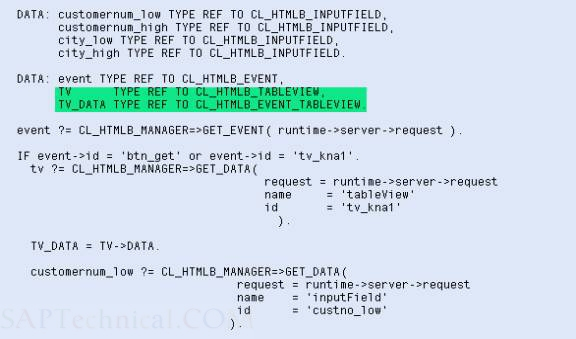 DATA: customernum_low TYPE REF TO CL_HTMLB_INPUTFIELD,
customernum_high TYPE REF TO CL_HTMLB_INPUTFIELD,
city_low TYPE REF TO CL_HTMLB_INPUTFIELD,
city_high TYPE REF TO CL_HTMLB_INPUTFIELD.
DATA: event TYPE REF TO CL_HTMLB_EVENT,
TV TYPE REF TO CL_HTMLB_TABLEVIEW,
TV_DATA TYPE REF TO CL_HTMLB_EVENT_TABLEVIEW.
event ?= CL_HTMLB_MANAGER=>GET_EVENT( runtime->server->request ).
IF event->id = 'btn_get' or event->id = 'tv_kna1'.
tv ?= CL_HTMLB_MANAGER=>GET_DATA(
request = runtime->server->request
name = 'tableView'
id = 'tv_kna1'
).
TV_DATA = TV->DATA.
customernum_low ?= CL_HTMLB_MANAGER=>GET_DATA(
request = runtime->server->request
name = 'inputField'
id = 'custno_low'
).
SAPTechnical.COM